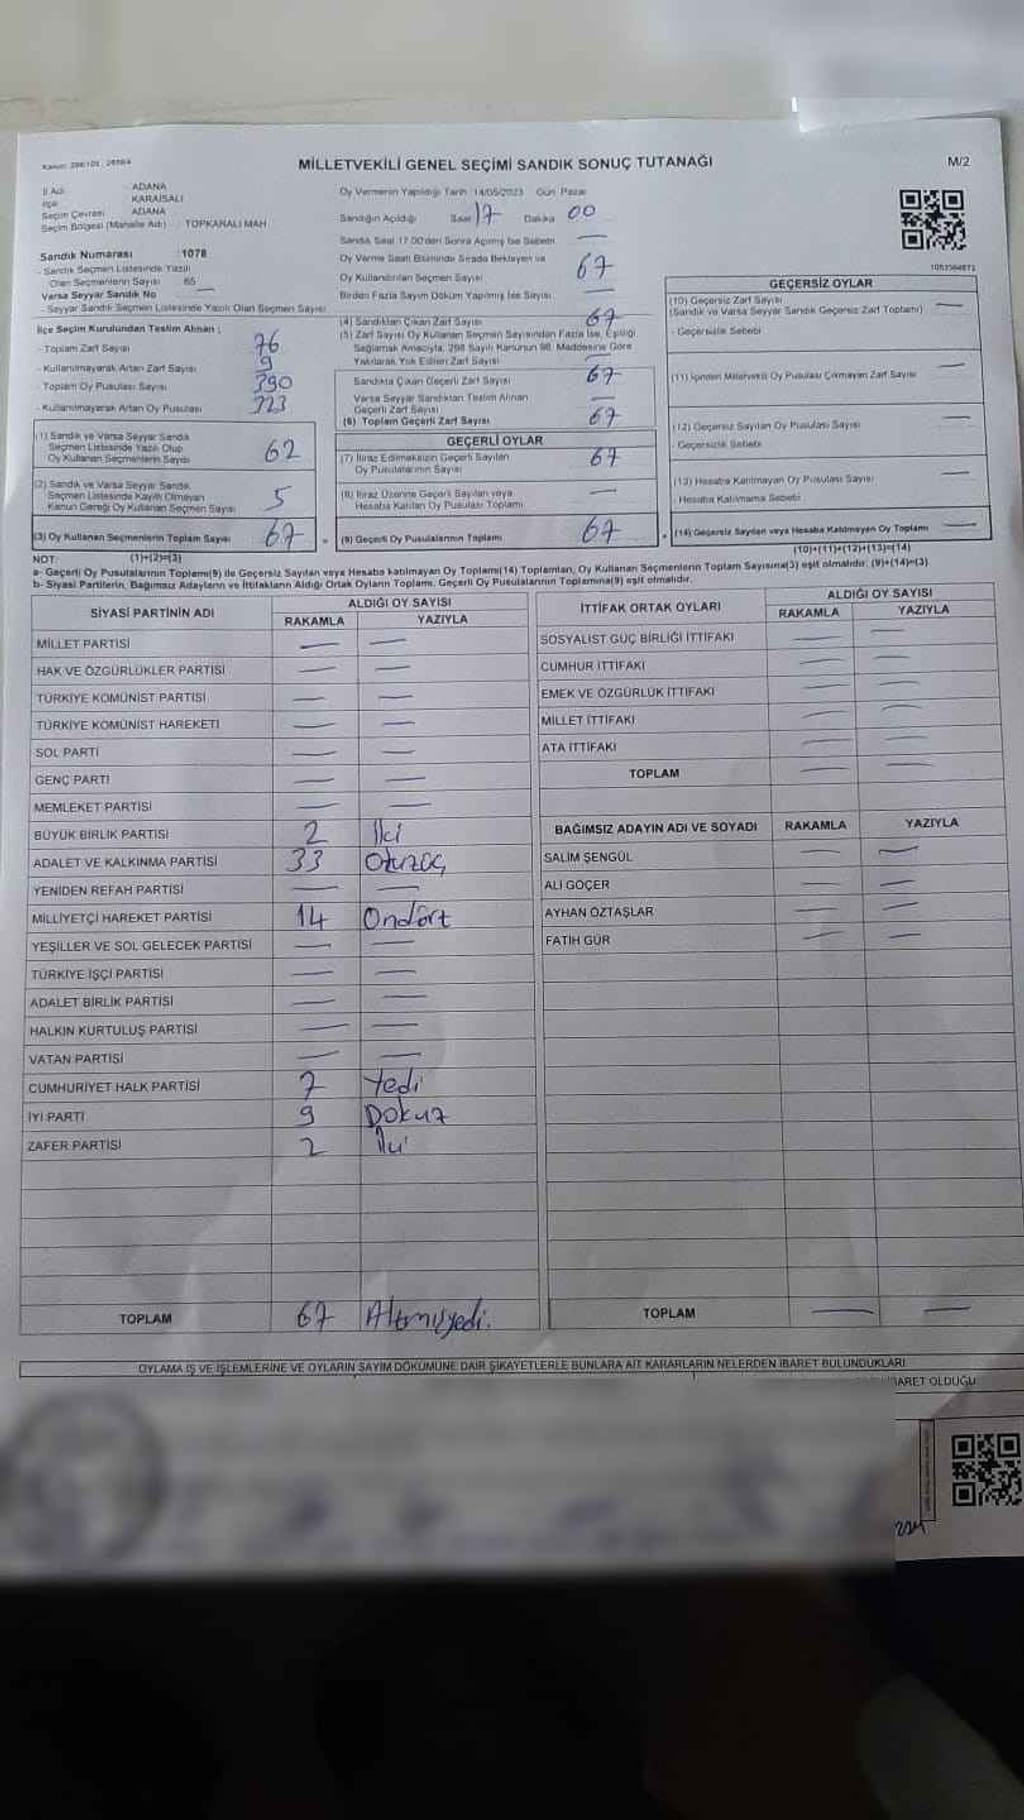 MİLLETVEKİLİ GENEL SEÇİMİ SANDIK SONUÇ TUTANAĞI
M/2
İl Adı ADANA
İlçe KARAİSALI
Seçim Çevresi ADANA
Seçim Bölgesi (Mahalle Adı) : TOPKARALI MAH
Sandık Numarası : 1078
- Sandık Seçmen Listesinde Yazılı
Olan Seçmenlerin Sayısı 65
Varsa Seyyar Sandık No —
- Seyyar Sandık Seçmen Listesinde Yazılı Olan Seçmen Sayısı
İlçe Seçim Kurulundan Teslim Alınan :
- Toplam Zarf Sayısı 76
- Kullanılmayarak Artan Zarf Sayısı 9
- Toplam Oy Pusulası Sayısı 390
- Kullanılmayarak Artan Oy Pusulası 323
(1) Sandık ve Varsa Seyyar Sandık
Seçmen Listesinde Yazılı Olup
Oy Kullanan Seçmenlerin Sayısı 62
(2) Sandık ve Varsa Seyyar Sandık
Seçmen Listesinde Kayıtlı Olmayan
Kanun Gereği Oy Kullanan Seçmen Sayısı 5
(3) Oy Kullanan Seçmenlerin Toplam Sayısı 67
Oy Vermenin Yapıldığı Tarih : 14/05/2023 Gün Pazar
Sandığın Açıldığı Saat 17 Dakika 00
Sandık Saat 17.00'den Sonra Açılmış İse Sebebi —
Oy Verme Saati Bitiminde Sırada Bekleyen ve
Oy Kullandırılan Seçmen Sayısı 67
Birden Fazla Sayım Döküm Yapılmış İse Sayısı —
(4) Sandıktan Çıkan Zarf Sayısı 67
(5) Zarf Sayısı Oy Kullanan Seçmen Sayısından Fazla İse, Eşitliği
Sağlamak Amacıyla, 298 Sayılı Kanunun 98. Maddesine Göre
Yakılarak Yok Edilen Zarf Sayısı —
Sandıkta Çıkan Geçerli Zarf Sayısı 67
Varsa Seyyar Sandıktan Teslim Alınan
Geçerli Zarf Sayısı —
(6) Toplam Geçerli Zarf Sayısı 67
GEÇERLİ OYLAR
(7) İtiraz Edilmeksizin Geçerli Sayılan
Oy Pusulalarının Sayısı 67
(8) İtiraz Üzerine Geçerli Sayılan veya
Hesaba Katılan Oy Pusulası Toplamı —
(9) Geçerli Oy Pusulalarının Toplamı 67
GEÇERSİZ OYLAR
(10) Geçersiz Zarf Sayısı
(Sandık ve Varsa Seyyar Sandık Geçersiz Zarf Toplamı) —
- Geçersizlik Sebebi
(11) İçinden Milletvekili Oy Pusulası Çıkmayan Zarf Sayısı —
(12) Geçersiz Sayılan Oy Pusulası Sayısı —
- Geçersizlik Sebebi
(13) Hesaba Katılmayan Oy Pusulası Sayısı —
- Hesaba Katılmama Sebebi
(14) Geçersiz Sayılan veya Hesaba Katılmayan Oy Toplamı —
NOT: (1)+(2)=(3)
(10)+(11)+(12)+(13)=(14)
a- Geçerli Oy Pusulalarının Toplamı(9) ile Geçersiz Sayılan veya Hesaba katılmayan Oy Toplamı(14) Toplamları, Oy Kullanan Seçmenlerin Toplam Sayısına(3) eşit olmalıdır. (9)+(14)=(3)
b- Siyasi Partilerin, Bağımsız Adayların ve İttifakların Aldığı Ortak Oyların Toplamı, Geçerli Oy Pusulalarının Toplamına(9) eşit olmalıdır.
SİYASİ PARTİNİN ADI ALDIĞI OY SAYISI
RAKAMLA YAZIYLA
MİLLET PARTİSİ — —
HAK VE ÖZGÜRLÜKLER PARTİSİ — —
TÜRKİYE KOMÜNİST PARTİSİ — —
TÜRKİYE KOMÜNİST HAREKETİ — —
SOL PARTİ — —
GENÇ PARTİ — —
MEMLEKET PARTİSİ — —
BÜYÜK BİRLİK PARTİSİ 2 İki
ADALET VE KALKINMA PARTİSİ 33 Otuzüç
YENİDEN REFAH PARTİSİ — —
MİLLİYETÇİ HAREKET PARTİSİ 14 Ondört
YEŞİLLER VE SOL GELECEK PARTİSİ — —
TÜRKİYE İŞÇİ PARTİSİ — —
ADALET BİRLİK PARTİSİ — —
HALKIN KURTULUŞ PARTİSİ — —
VATAN PARTİSİ — —
CUMHURİYET HALK PARTİSİ 7 Yedi
İYİ PARTİ 9 Dokuz
ZAFER PARTİSİ 2 İki
TOPLAM 67 Altmışyedi.
İTTİFAK ORTAK OYLARI ALDIĞI OY SAYISI
RAKAMLA YAZIYLA
SOSYALİST GÜÇ BİRLİĞİ İTTİFAKI — —
CUMHUR İTTİFAKI — —
EMEK VE ÖZGÜRLÜK İTTİFAKI — —
MİLLET İTTİFAKI — —
ATA İTTİFAKI — —
TOPLAM — —
BAĞIMSIZ ADAYIN ADI VE SOYADI RAKAMLA YAZIYLA
SALİM ŞENGÜL — —
ALİ GÖÇER — —
AYHAN ÖZTAŞLAR — —
FATİH GÜR — —
TOPLAM — —
OYLAMA İŞ VE İŞLEMLERİNE VE OYLARIN SAYIM DÖKÜMÜNE DAİR ŞİKAYETLERLE BUNLARA AİT KARARLARIN NELERDEN İBARET BULUNDUKLARI
BARET OLDUĞU